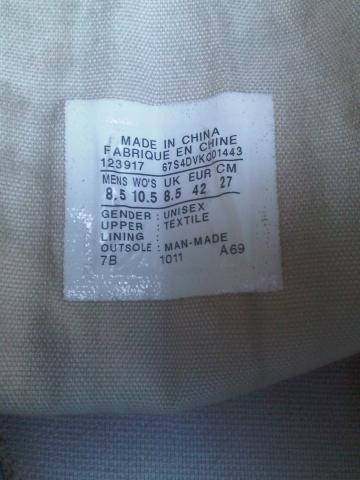 MADE IN CHINA
FABRIQUE EN CHINE
123917 67S4DVKQ01443
MENS WO'S UK EUR CM
8.5 10.5 8.5 42 27
GENDER : UNISEX
UPPER : TEXTILE
LINING :
OUTSOLE : MAN-MADE
7B 1011 A69